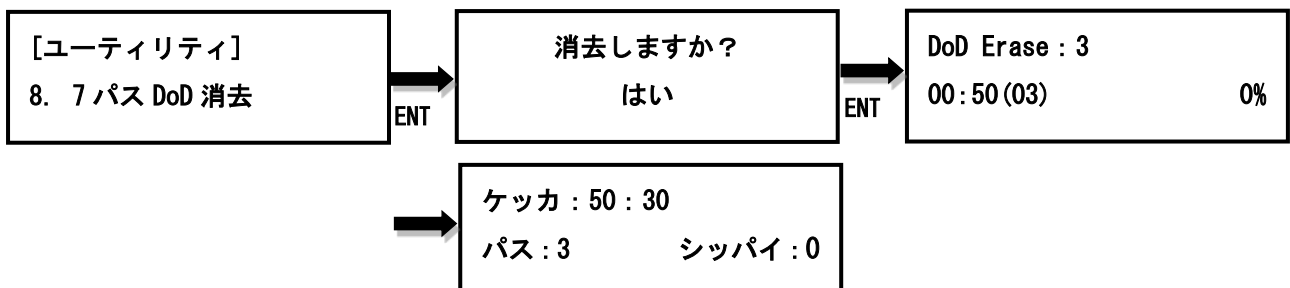 [ユーティリティ]
8. 7パス DoD 消去
ENT
消去しますか？
はい
ENT
DoD Erase：3
00：50(03) 0%
ケッカ：50：30
パス：3 シッパイ：0